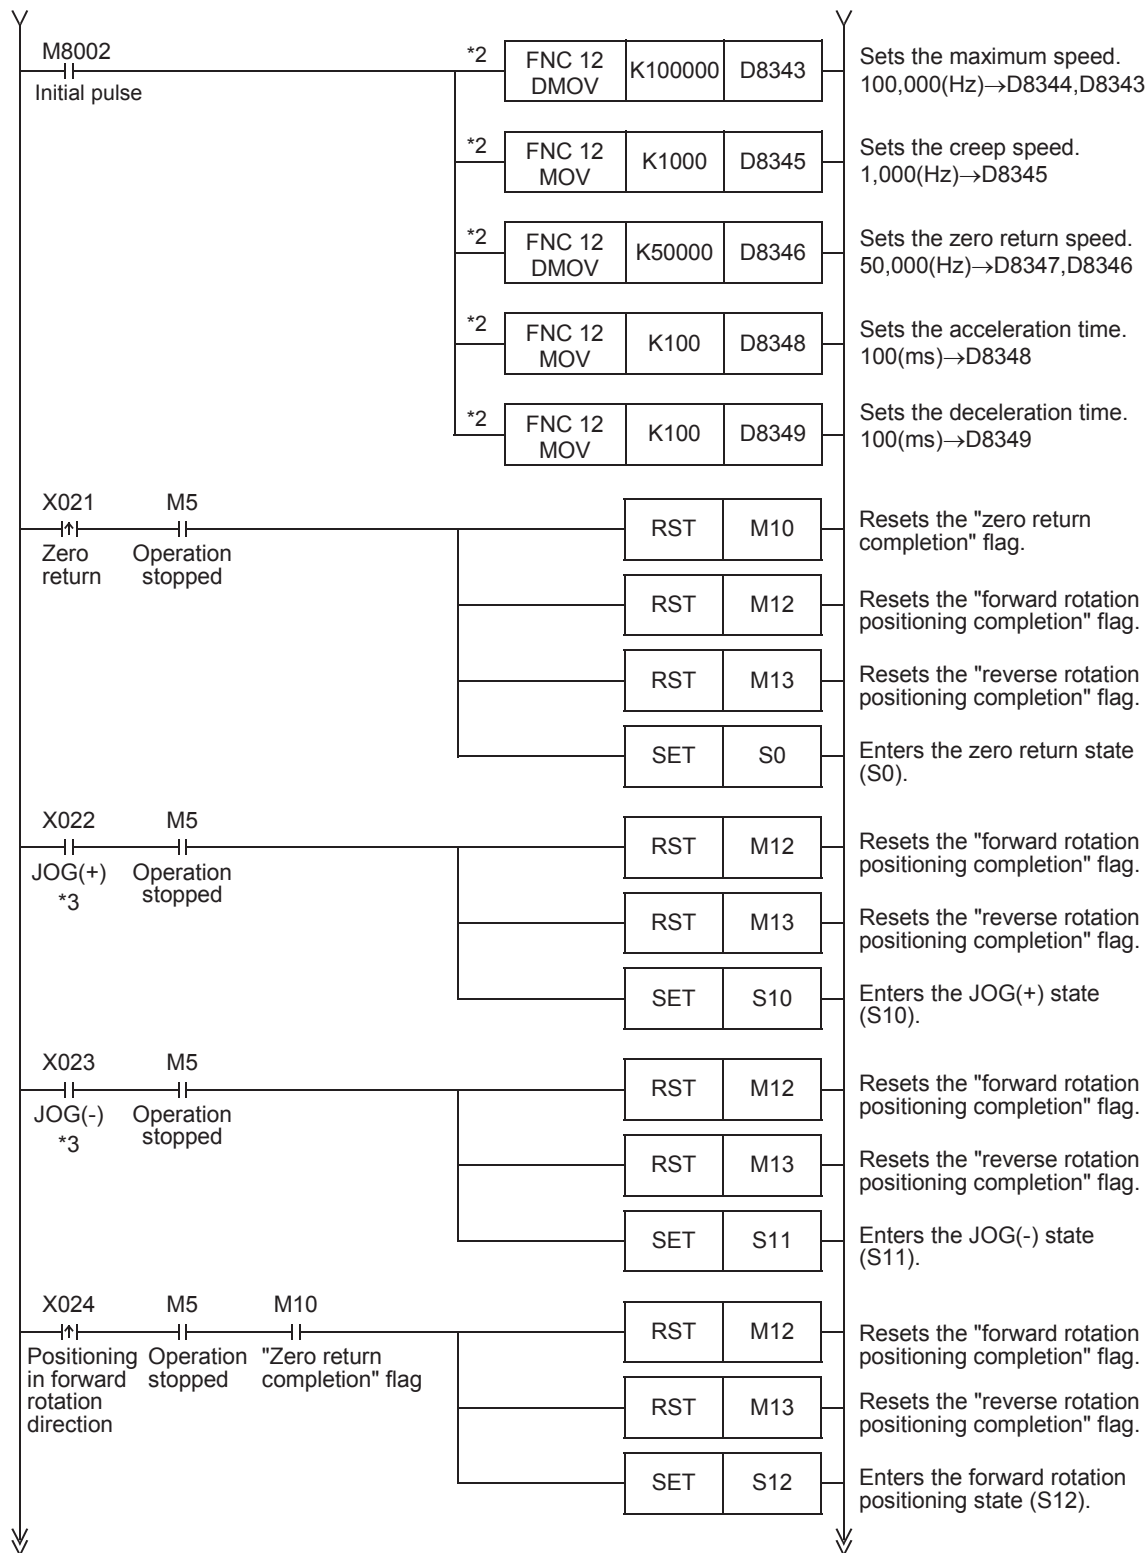 M8002
Initial pulse
*2
FNC 12
DMOV
K100000
D8343
Sets the maximum speed.
100,000(Hz)→D8344,D8343
*2
FNC 12
MOV
K1000
D8345
Sets the creep speed.
1,000(Hz)→D8345
*2
FNC 12
DMOV
K50000
D8346
Sets the zero return speed.
50,000(Hz)→D8347,D8346
*2
FNC 12
MOV
K100
D8348
Sets the acceleration time.
100(ms)→D8348
*2
FNC 12
MOV
K100
D8349
Sets the deceleration time.
100(ms)→D8349
X021
Zero
return
M5
Operation
stopped
RST
M10
Resets the "zero return
completion" flag.
RST
M12
Resets the "forward rotation
positioning completion" flag.
RST
M13
Resets the "reverse rotation
positioning completion" flag.
SET
S0
Enters the zero return state
(S0).
X022
JOG(+)
*3
M5
Operation
stopped
RST
M12
Resets the "forward rotation
positioning completion" flag.
RST
M13
Resets the "reverse rotation
positioning completion" flag.
SET
S10
Enters the JOG(+) state
(S10).
X023
JOG(-)
*3
M5
Operation
stopped
RST
M12
Resets the "forward rotation
positioning completion" flag.
RST
M13
Resets the "reverse rotation
positioning completion" flag.
SET
S11
Enters the JOG(-) state
(S11).
X024
Positioning
in forward
rotation
direction
M5
Operation
stopped
M10
"Zero return
completion" flag
RST
M12
Resets the "forward rotation
positioning completion" flag.
RST
M13
Resets the "reverse rotation
positioning completion" flag.
SET
S12
Enters the forward rotation
positioning state (S12).